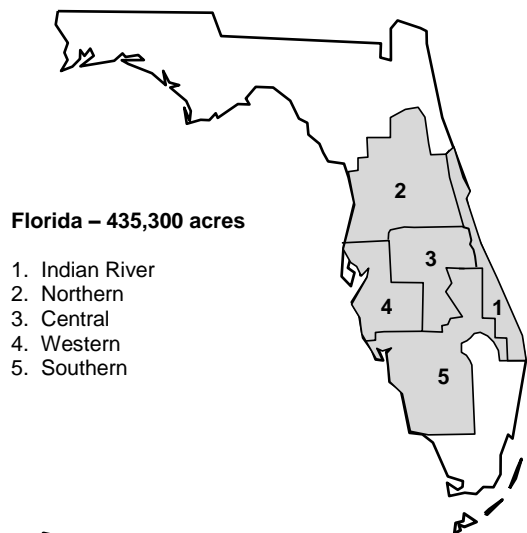 Florida – 435,300 acres
1. Indian River
2. Northern
3. Central
4. Western
5. Southern
2
3
4
1
5